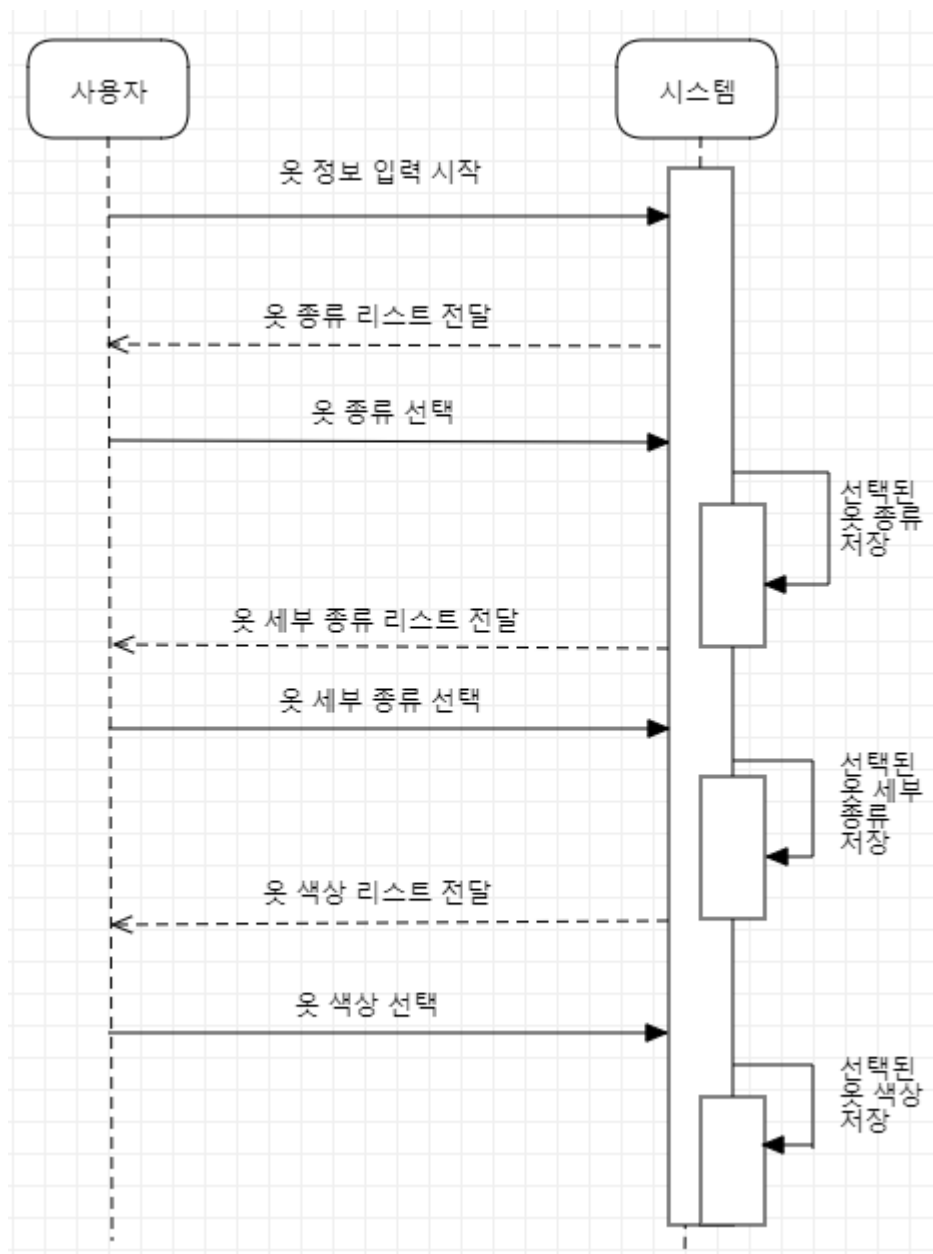 사용자
시스템
옷 정보 입력 시작
옷 종류 리스트 전달
옷 종류 선택
선택된
옷 종류
저장
옷 세부 종류 리스트 전달
옷 세부 종류 선택
선택된
옷 세부
종류
저장
옷 색상 리스트 전달
옷 색상 선택
선택된
옷 색상
저장